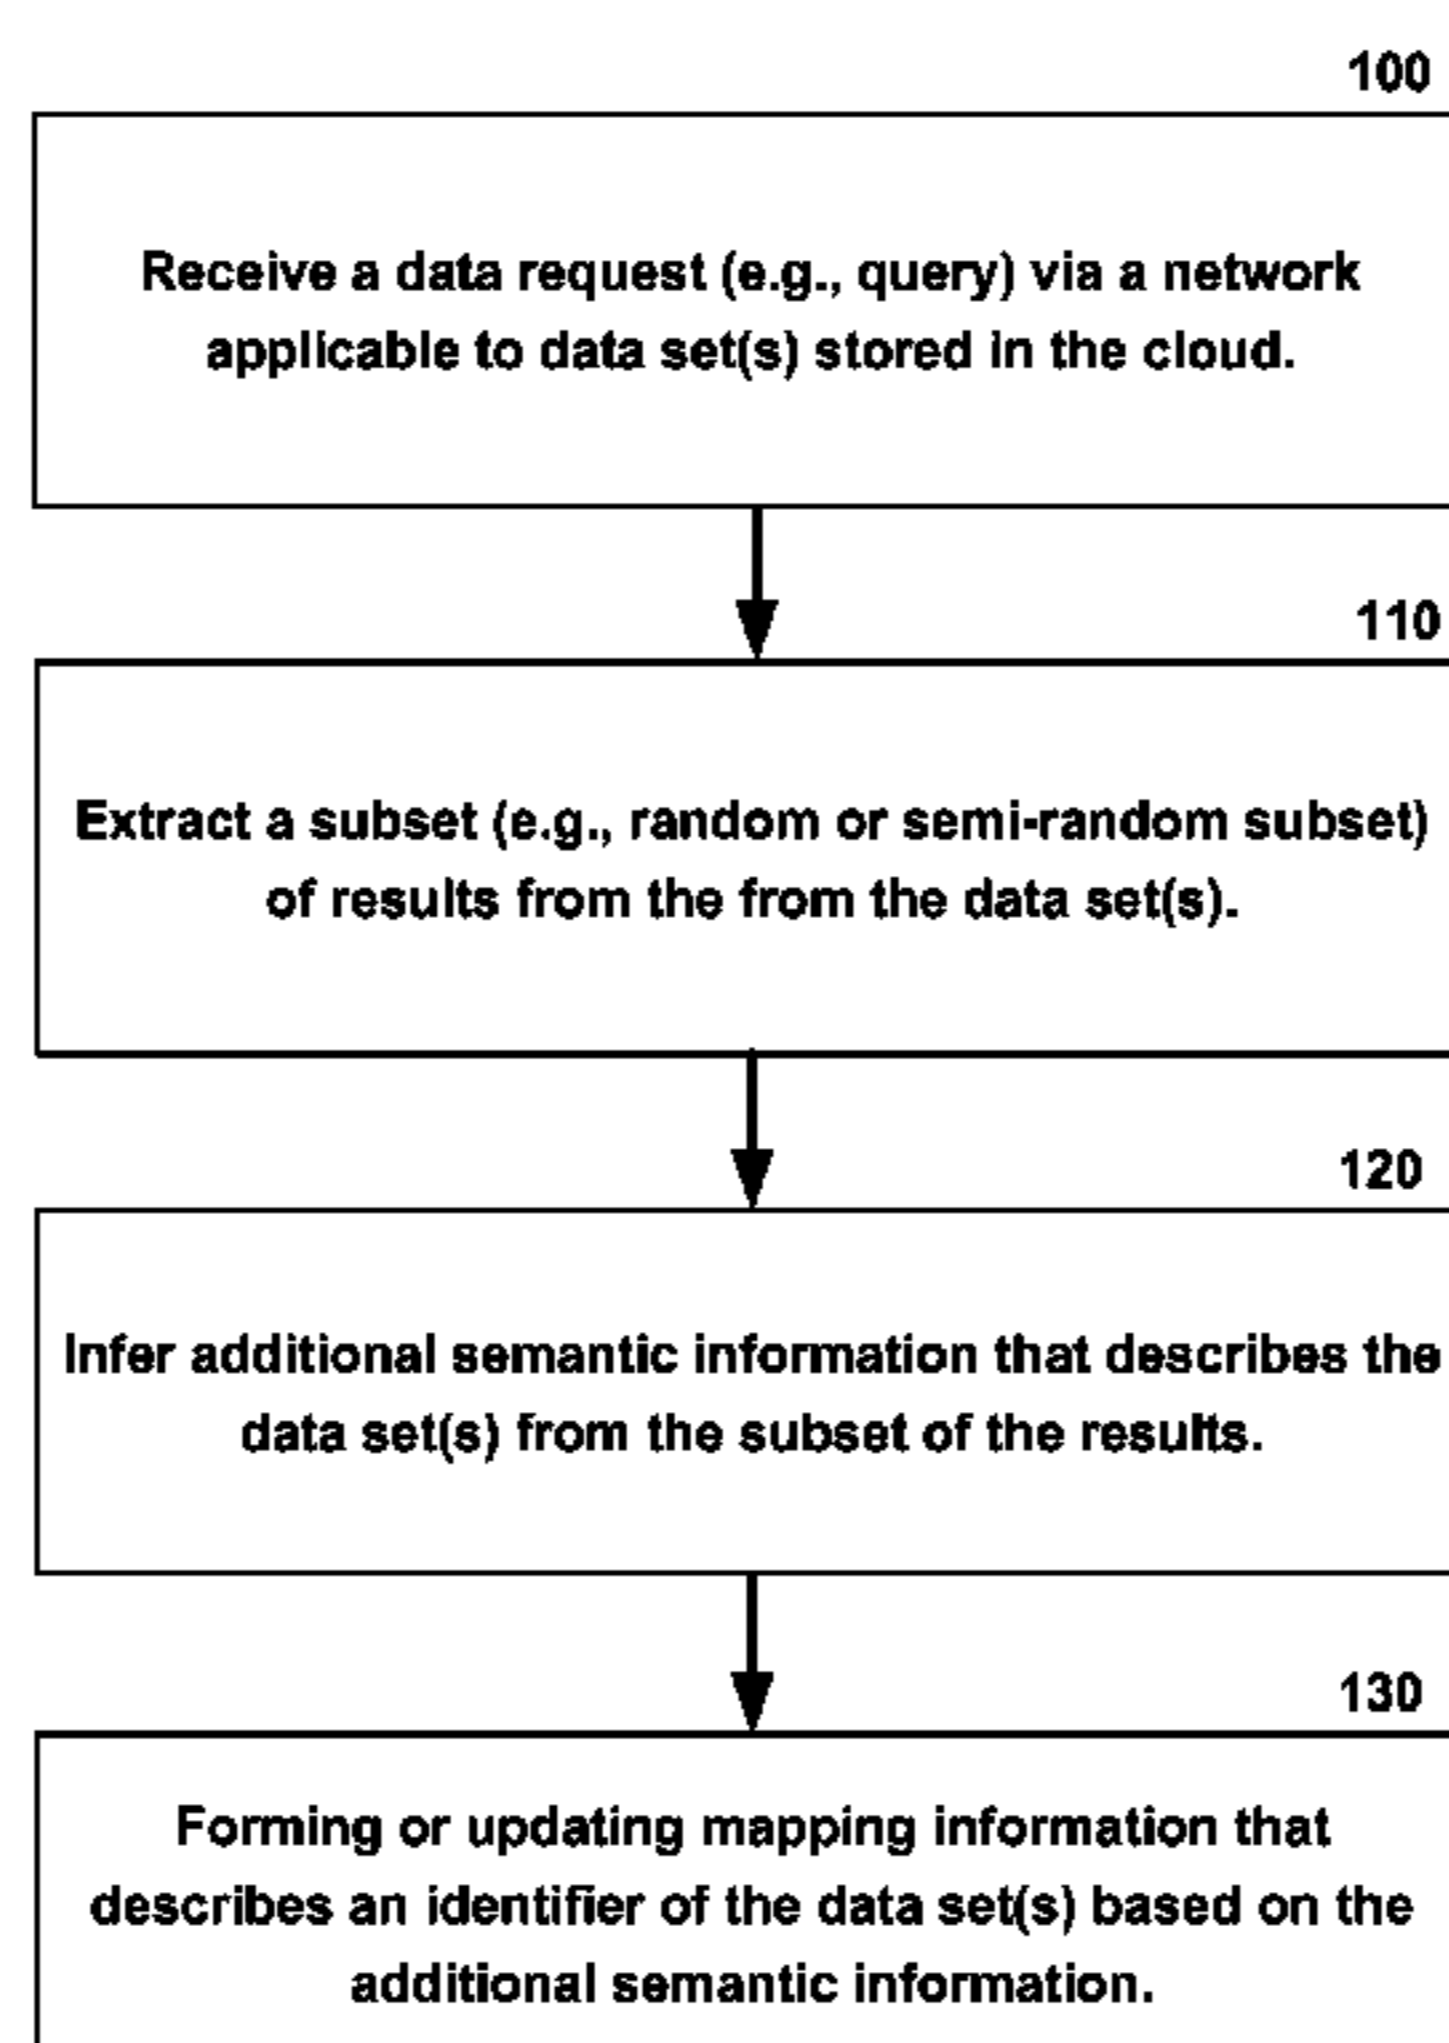 100
Receive a data request (e.g., query) via a network
applicable to data set(s) stored in the cloud.
110
Extract a subset (e.g., random or semi-random subset)
of results from the from the data set(s).
120
Infer additional semantic information that describes the
data set(s) from the subset of the results.
130
Forming or updating mapping information that
describes an identifier of the data set(s) based on the
additional semantic information.